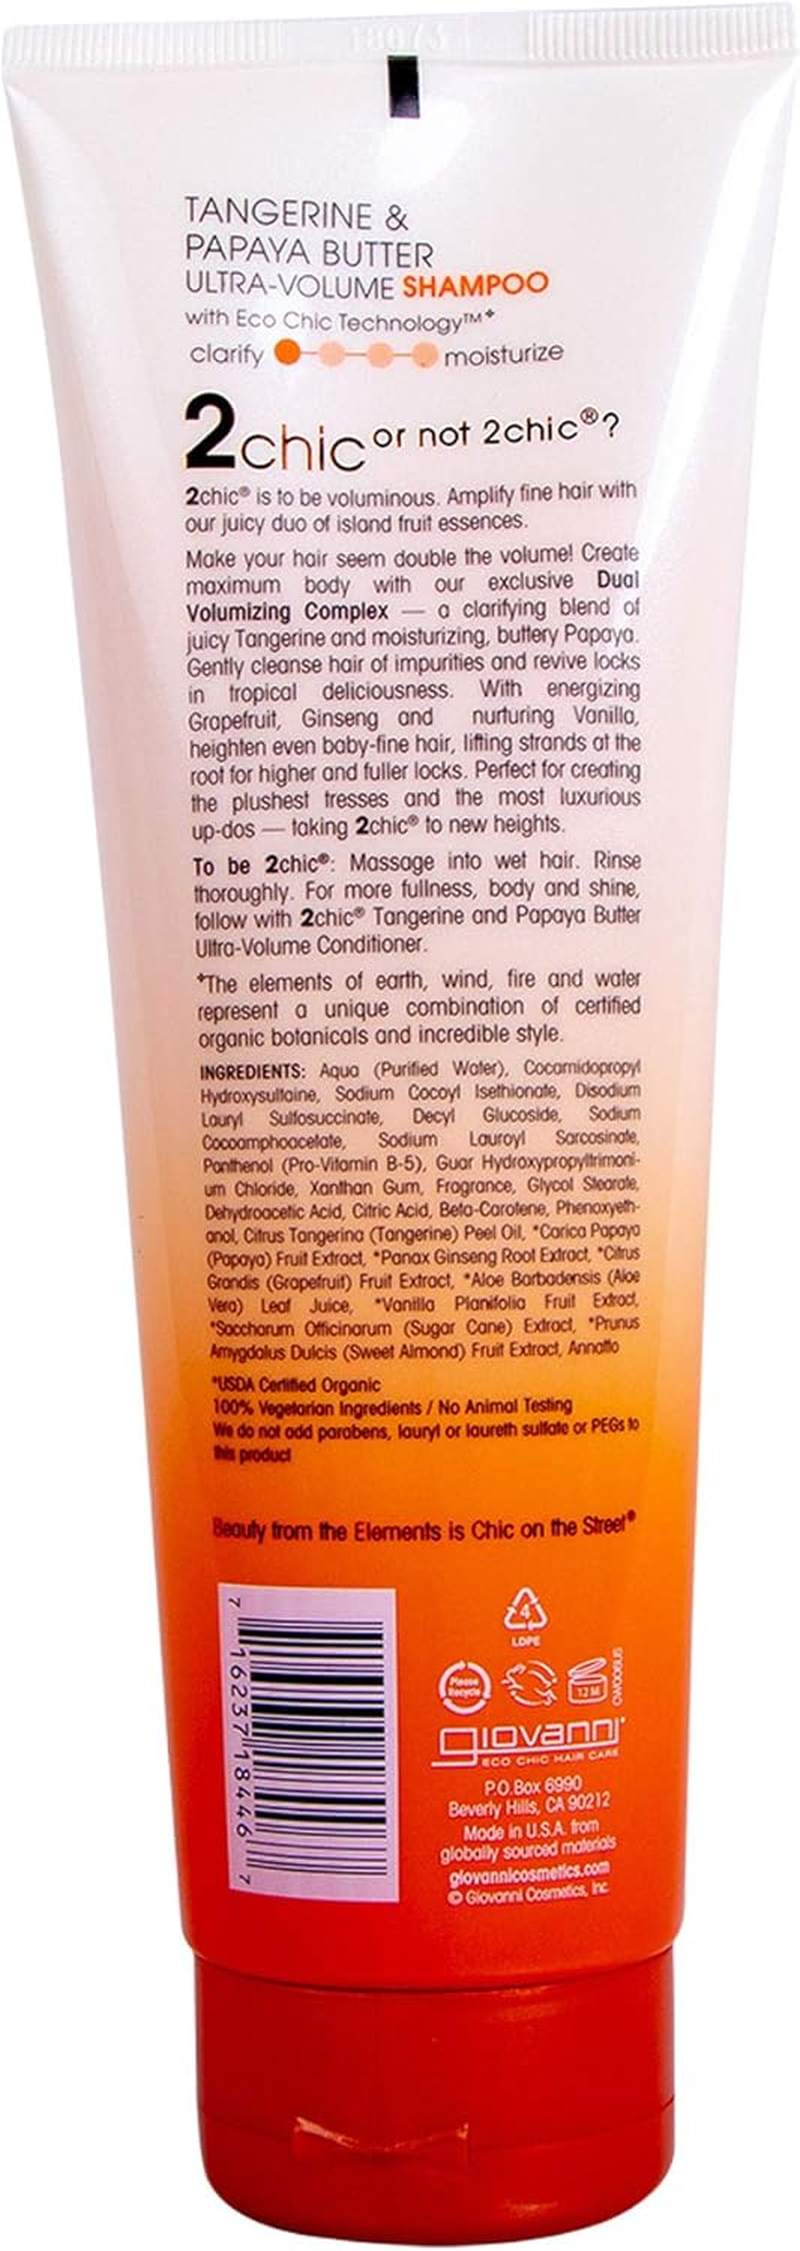 18073
TANGERINE &
PAPAYA BUTTER
ULTRA-VOLUME SHAMPOO
with Eco Chic Technology™⁺
clarify moisturize
2chic or not 2chic®?
2chic® is to be voluminous. Amplify fine hair with
our juicy duo of island fruit essences.
Make your hair seem double the volume! Create
maximum body with our exclusive Dual
Volumizing Complex — a clarifying blend of
juicy Tangerine and moisturizing, buttery Papaya.
Gently cleanse hair of impurities and revive locks
in tropical deliciousness. With energizing
Grapefruit, Ginseng and nurturing Vanilla,
heighten even baby-fine hair, lifting strands at the
root for higher and fuller locks. Perfect for creating
the plushest tresses and the most luxurious
up-dos — taking 2chic® to new heights.
To be 2chic®: Massage into wet hair. Rinse
thoroughly. For more fullness, body and shine,
follow with 2chic® Tangerine and Papaya Butter
Ultra-Volume Conditioner.
⁺The elements of earth, wind, fire and water
represent a unique combination of certified
organic botanicals and incredible style.
INGREDIENTS: Aqua (Purified Water), Cocamidopropyl
Hydroxysultaine, Sodium Cocoyl Isethionate, Disodium
Lauryl Sulfosuccinate, Decyl Glucoside, Sodium
Cocoamphoacetate, Sodium Lauroyl Sarcosinate,
Panthenol (Pro-Vitamin B-5), Guar Hydroxypropyltrimoni-
um Chloride, Xanthan Gum, Fragrance, Glycol Stearate,
Dehydroacetic Acid, Citric Acid, Beta-Carotene, Phenoxyeth-
anol, Citrus Tangerina (Tangerine) Peel Oil, *Carica Papaya
(Papaya) Fruit Extract, *Panax Ginseng Root Extract, *Citrus
Grandis (Grapefruit) Fruit Extract, *Aloe Barbadensis (Aloe
Vera) Leaf Juice, *Vanilla Planifolia Fruit Extract,
*Saccharum Officinarum (Sugar Cane) Extract, *Prunus
Amygdalus Dulcis (Sweet Almond) Fruit Extract, Annatto
*USDA Certified Organic
100% Vegetarian Ingredients / No Animal Testing
We do not add parabens, lauryl or laureth sulfate or PEGs to
this product
Beauty from the Elements is Chic on the Street®
7 16237 18446 7
4
LDPE
Please
Recycle
12 M
giovanni
ECO CHIC HAIR CARE
P.O.Box 6990
Beverly Hills, CA 90212
Made in U.S.A. from
globally sourced materials
giovannicosmetics.com
© Giovanni Cosmetics, Inc.